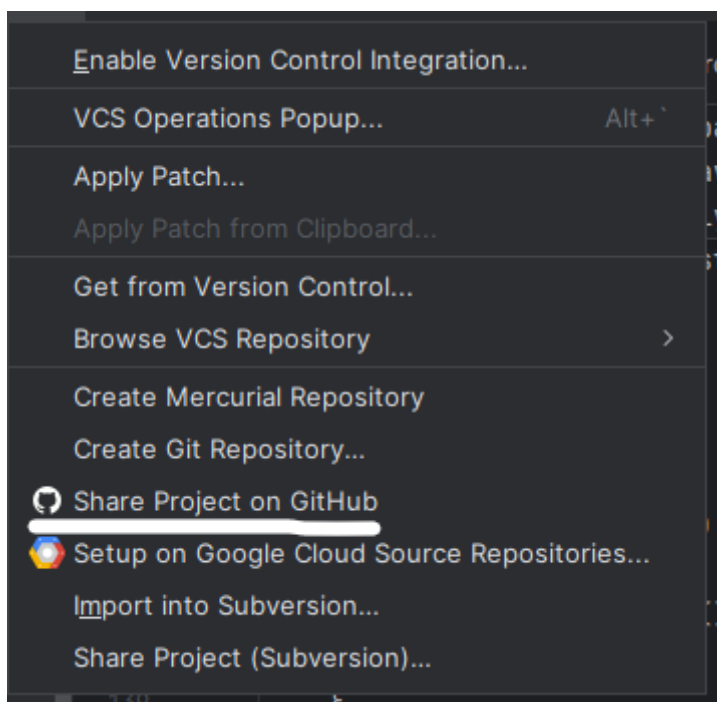 Enable Version Control Integration...
VCS Operations Popup... Alt+`
Apply Patch...
Apply Patch from Clipboard...
Get from Version Control...
Browse VCS Repository
Create Mercurial Repository
Create Git Repository...
Share Project on GitHub
Setup on Google Cloud Source Repositories...
Import into Subversion...
Share Project (Subversion)...